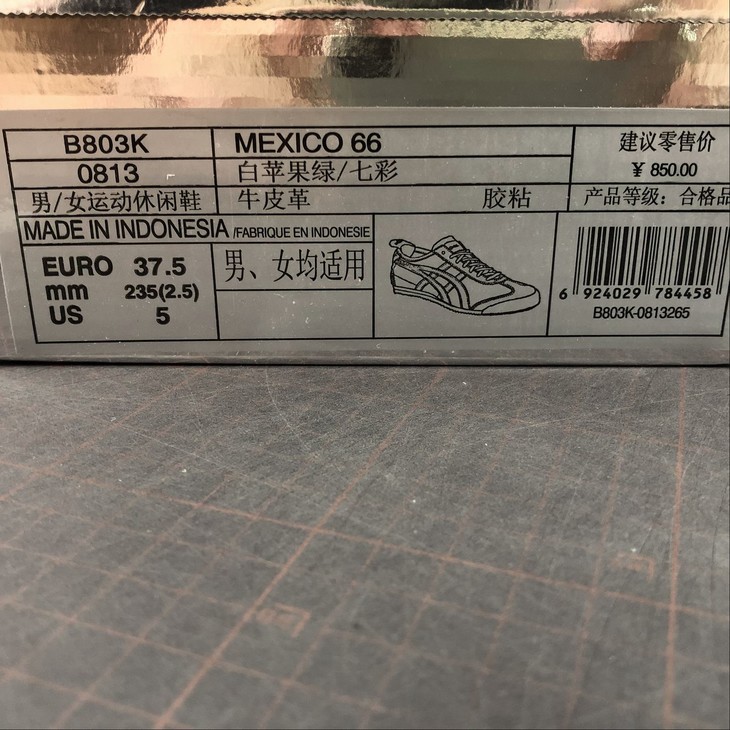 B803K MEXICO 66 建议零售价
0813 白苹果绿/七彩 ¥ 850.00
男/女运动休闲鞋 牛皮革 胶粘 产品等级：合格品
MADE IN INDONESIA /FABRIQUE EN INDONESIE
EURO 37.5 男、女均适用
mm 235(2.5)
US 5
6 924029 784458
B803K-0813265